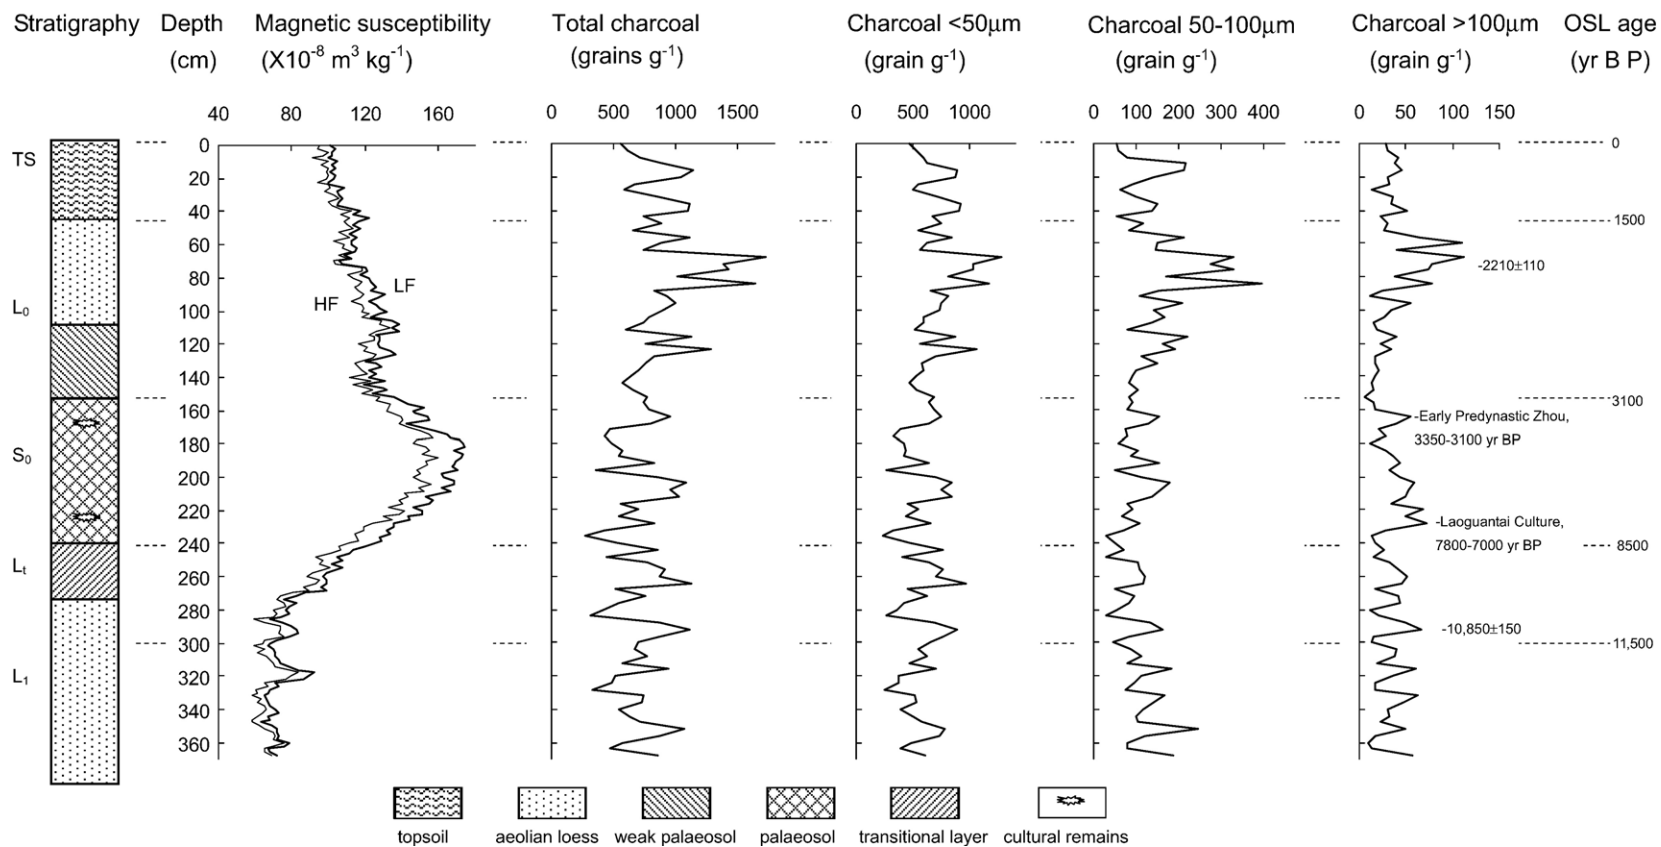 Stratigraphy Depth Magnetic susceptibility Total charcoal Charcoal <50μm Charcoal 50-100μm Charcoal >100μm OSL age
(cm) (X10⁻⁸ m³ kg⁻¹) (grains g⁻¹) (grain g⁻¹) (grain g⁻¹) (grain g⁻¹) (yr B P)
40 80 120 160 0 500 1000 1500 0 500 1000 0 100 200 300 400 0 50 100 150
0 0
TS
20
40
1500
60
-2210±110
80
LF
HF
L₀
100
120
140
3100
160
-Early Predynastic Zhou,
3350-3100 yr BP
180
S₀
200
220
-Laoguantai Culture,
7800-7000 yr BP
240
8500
Lₜ
260
280
-10,850±150
300
11,500
L₁
320
340
360
topsoil aeolian loess weak palaeosol palaeosol transitional layer cultural remains